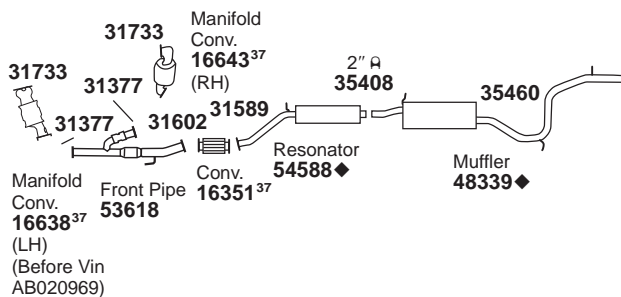 31733
Manifold
Conv.
16643³⁷
(RH)
31733
31377
2″
35408
31377
31602
31589
35460
Resonator
54588◆
Muffler
48339◆
Conv.
16351³⁷
Front Pipe
53618
Manifold
Conv.
16638³⁷
(LH)
(Before Vin
AB020969)